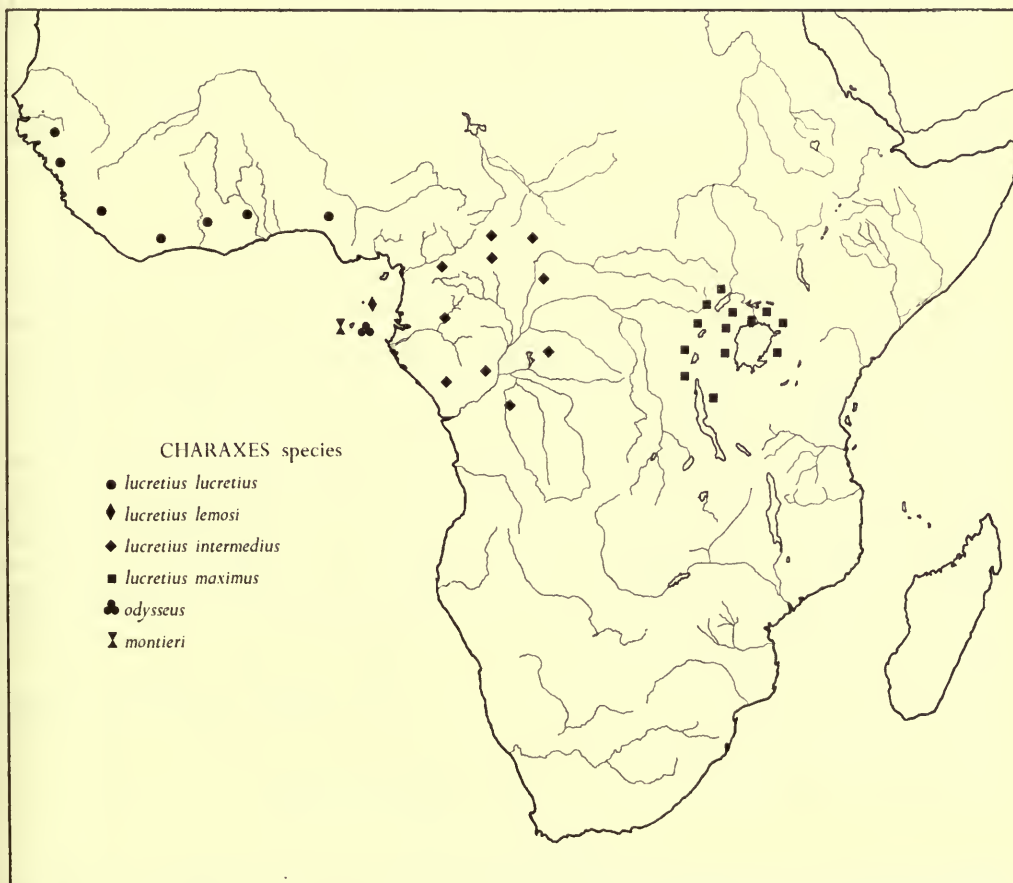 CHARAXES species
lucretius lucretius
lucretius lemosi
lucretius intermedius
lucretius maximus
odysseus
montieri